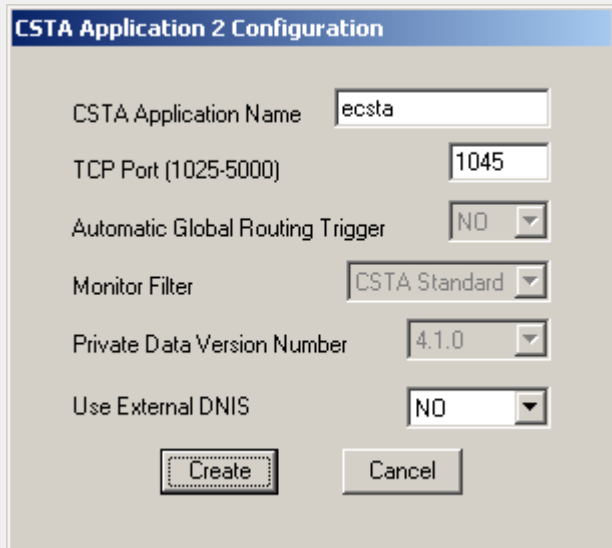 CSTA Application 2 Configuration
CSTA Application Name ecsta
TCP Port (1025-5000) 1045
Automatic Global Routing Trigger NO
Monitor Filter CSTA Standard
Private Data Version Number 4.1.0
Use External DNIS NO
Create Cancel